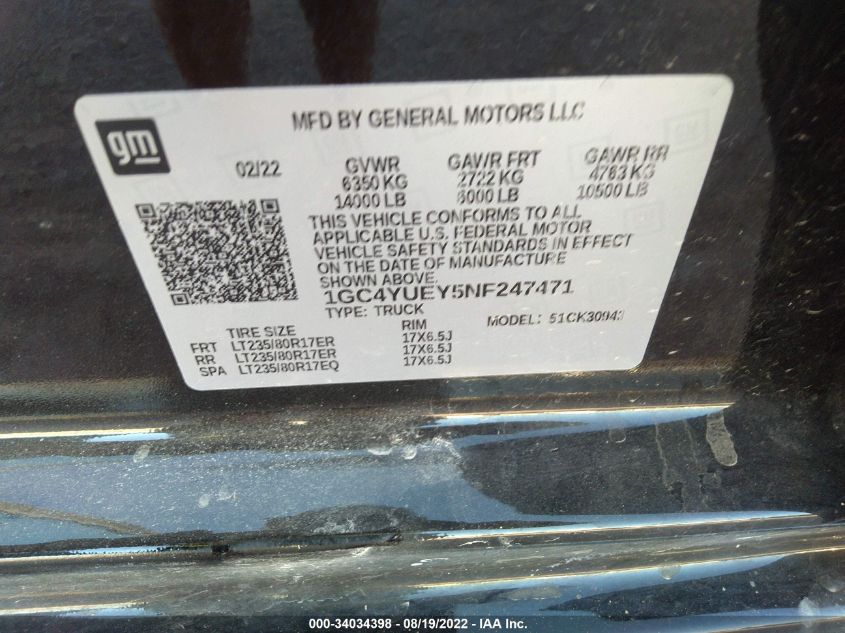 gm
MFD BY GENERAL MOTORS LLC
02/22 GVWR GAWR FRT GAWR RR
6350 KG 2722 KG 4763 KG
14000 LB 6000 LB 10500 LB
THIS VEHICLE CONFORMS TO ALL
APPLICABLE U.S. FEDERAL MOTOR
VEHICLE SAFETY STANDARDS IN EFFECT
ON THE DATE OF MANUFACTURE
SHOWN ABOVE.
1GC4YUEY5NF247471
TYPE: TRUCK MODEL: 51CK30943
TIRE SIZE RIM
FRT LT235/80R17ER 17X6.5J
RR LT235/80R17ER 17X6.5J
SPA LT235/80R17EQ 17X6.5J
000-34034398 - 08/19/2022 - IAA Inc.